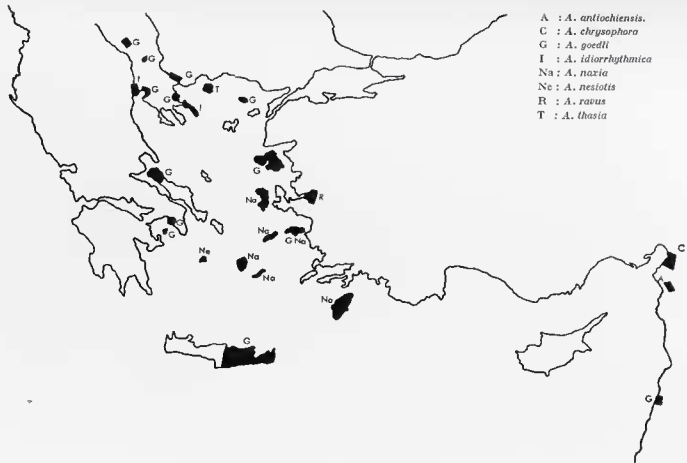 A : A. antiochiensis.
C : A. chrysophora
G : A. goedli
I : A. idiorrhythmica
Na : A. naxia
Ne : A. nesiotis
R : A. ravus
T : A. thasia
G
G
G
I
G
G
I
T
G
G
G
Na
R
G
G
Na
G Na
Ne
Na
Na
Na
C
G
G